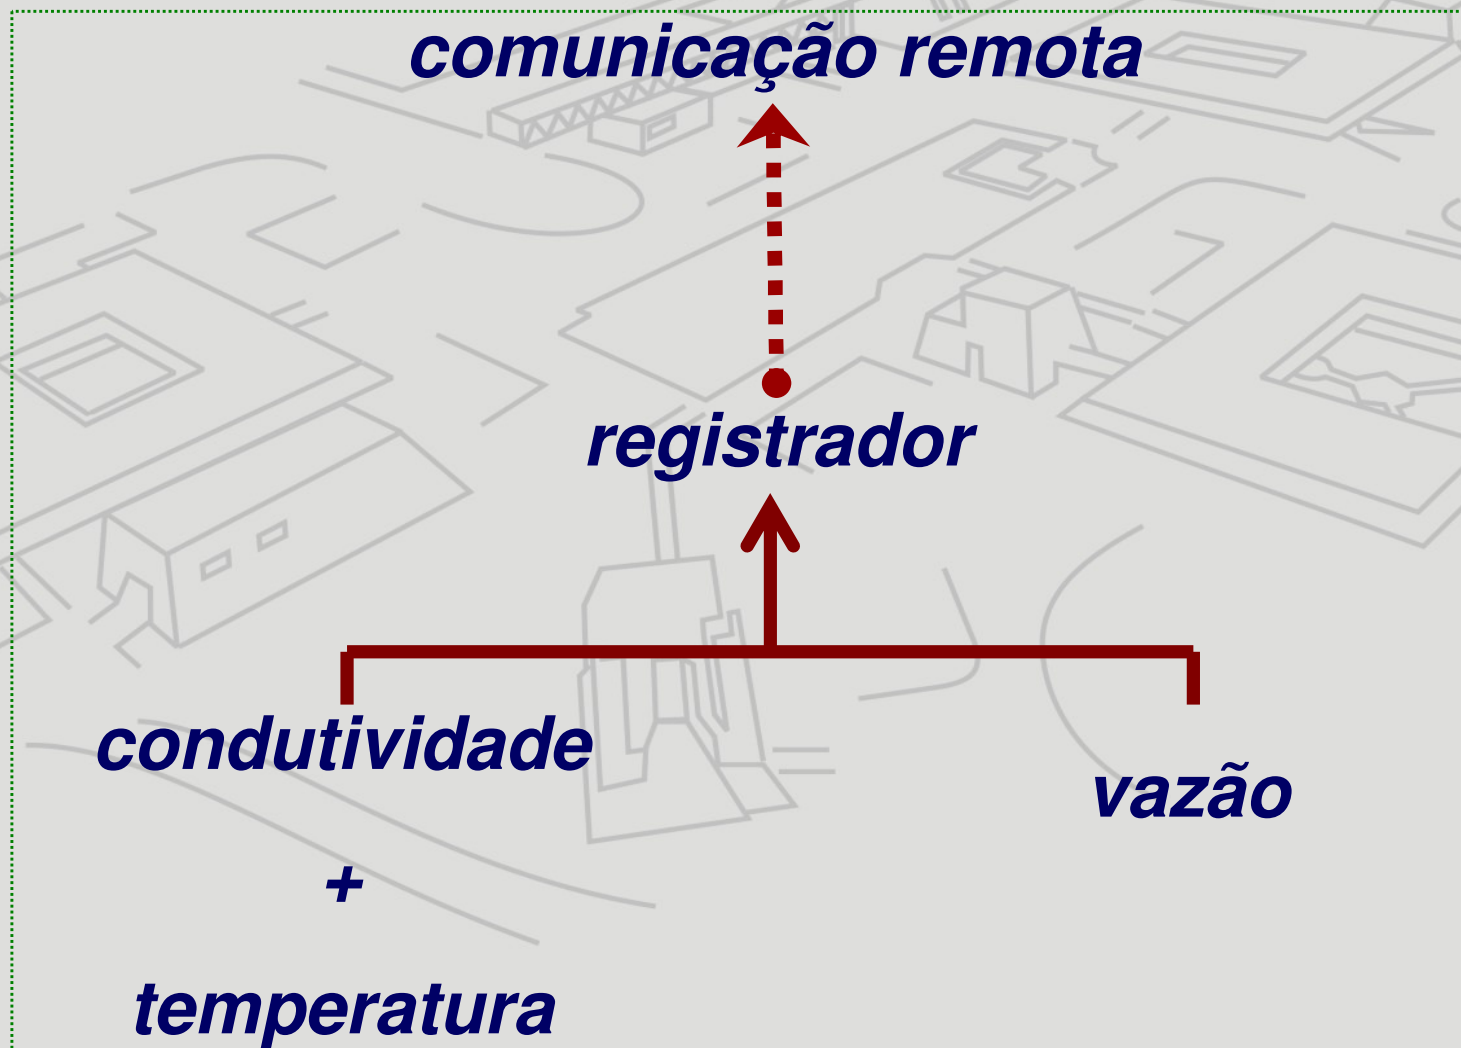 comunicação remota
registrador
condutividade
vazão
+
temperatura